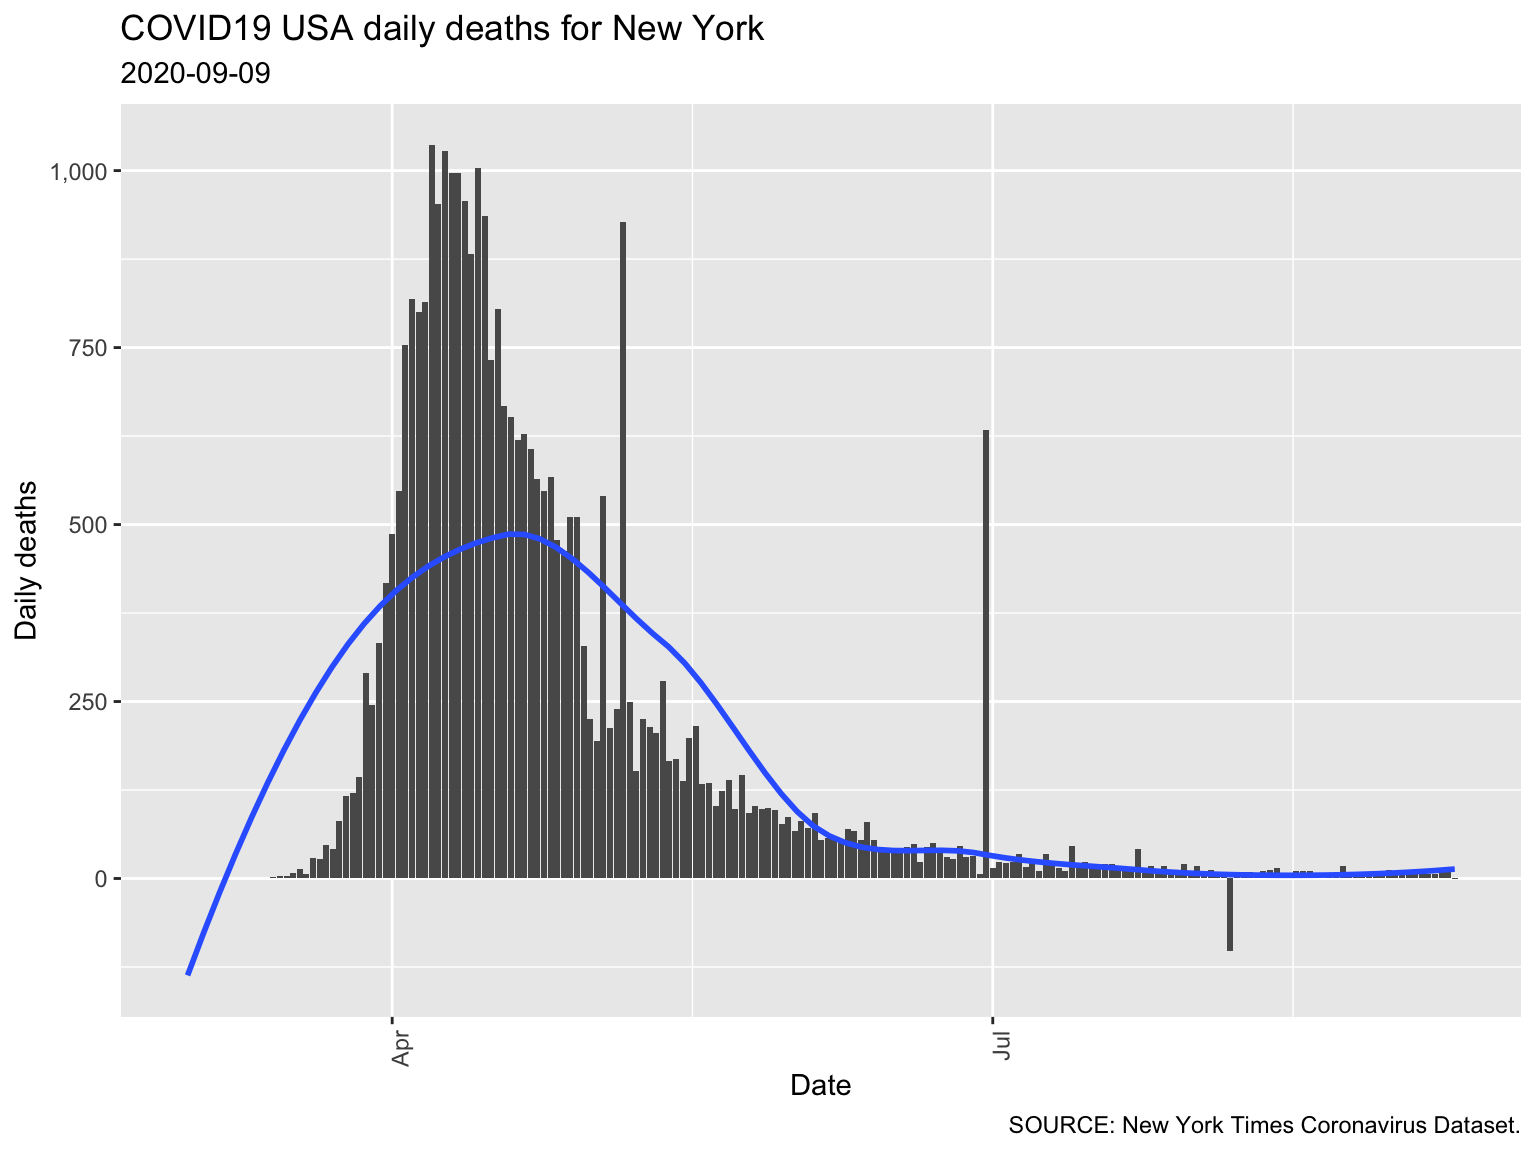 COVID19 USA daily deaths for New York
2020-09-09
1,000
750
500
250
0
Daily deaths
Apr
Jul
Date
SOURCE: New York Times Coronavirus Dataset.